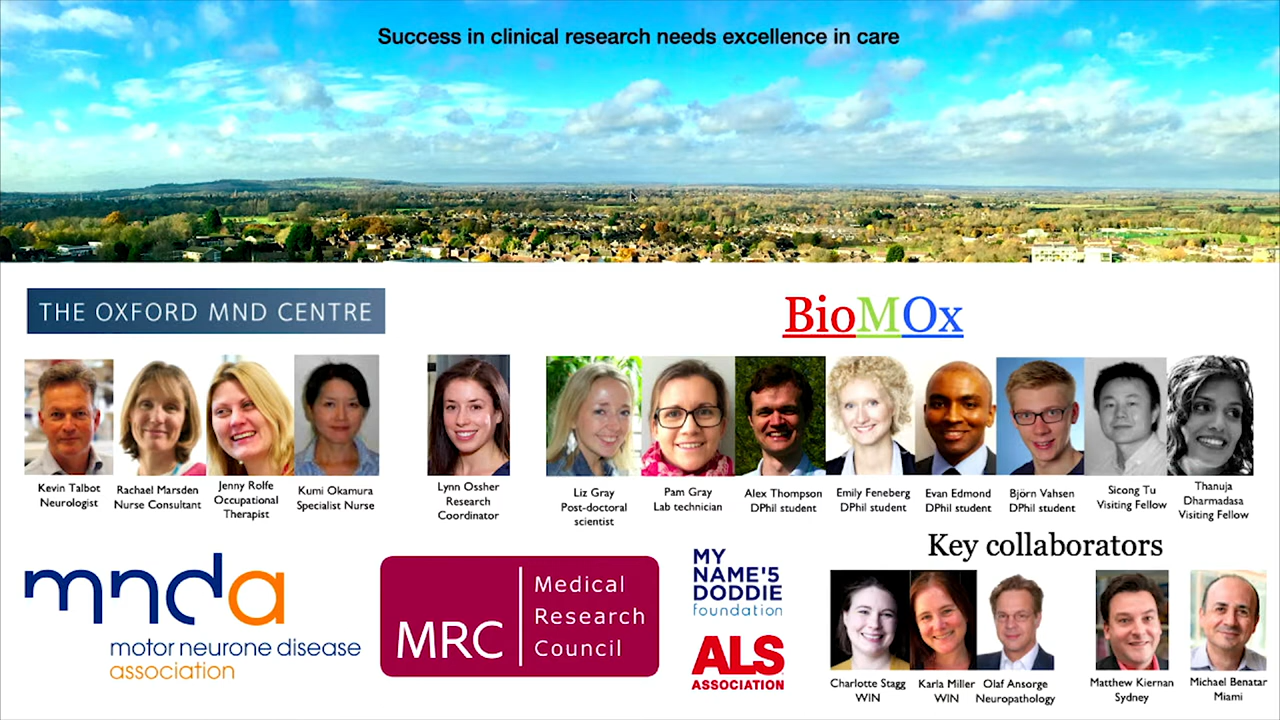 Success in clinical research needs excellence in care
THE OXFORD MND CENTRE
BioMOx
Kevin Talbot
Neurologist
Rachael Marsden
Nurse Consultant
Jenny Rolfe
Occupational
Therapist
Kumi Okamura
Specialist Nurse
Lynn Ossher
Research
Coordinator
Liz Gray
Post-doctoral
scientist
Pam Gray
Lab technician
Alex Thompson
DPhil student
Emily Feneberg
DPhil student
Evan Edmond
DPhil student
Björn Vahsen
DPhil student
Sicong Tu
Visiting Fellow
Thanuja
Dharmadasa
Visiting Fellow
mnda
motor neurone disease
association
MRC
Medical
Research
Council
MY
NAME'5
DODDIE
foundation
ALS
ASSOCIATION
Key collaborators
Charlotte Stagg
WIN
Karla Miller
WIN
Olaf Ansorge
Neuropathology
Matthew Kiernan
Sydney
Michael Benatar
Miami